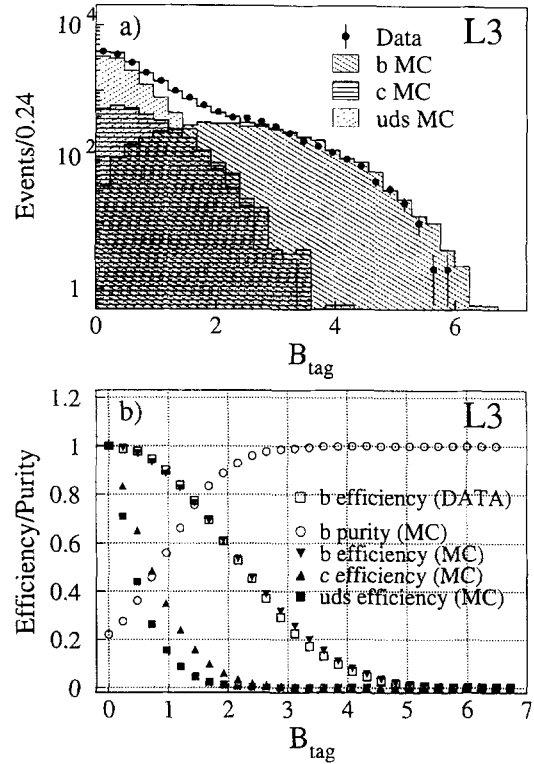 a)
L3
10^4
10^2
1
Events/0.24
Data
b MC
c MC
uds MC
0
2
4
6
B_tag
b)
L3
1.2
1
0.8
0.6
0.4
0.2
0
Efficiency/Purity
b efficiency (DATA)
b purity (MC)
b efficiency (MC)
c efficiency (MC)
uds efficiency (MC)
0
1
2
3
4
5
6
7
B_tag